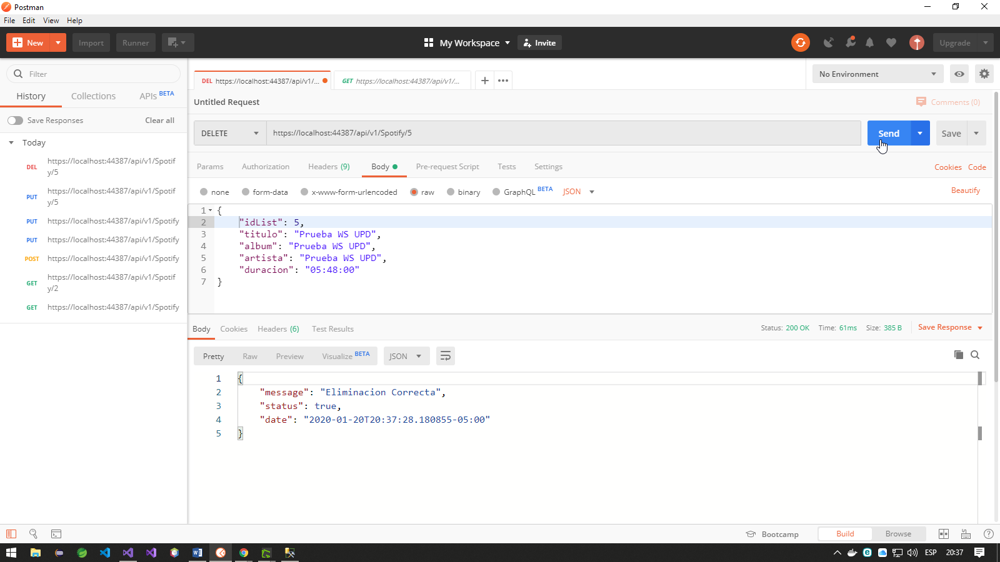 Postman
File Edit View Help
New Import Runner My Workspace Invite Upgrade
Filter
History Collections APIs BETA
Save Responses Clear all
Today
DEL https://localhost:44387/api/v1/Spotif
y/5
PUT https://localhost:44387/api/v1/Spotif
y/5
PUT https://localhost:44387/api/v1/Spotify
PUT https://localhost:44387/api/v1/Spotify
POST https://localhost:44387/api/v1/Spotify
GET https://localhost:44387/api/v1/Spotif
y/2
GET https://localhost:44387/api/v1/Spotify
DEL https://localhost:44387/api/v1/... GET https://localhost:44387/api/v1/... No Environment
Untitled Request Comments (0)
DELETE https://localhost:44387/api/v1/Spotify/5 Send Save
Params Authorization Headers (9) Body Pre-request Script Tests Settings Cookies Code
none form-data x-www-form-urlencoded raw binary GraphQL BETA JSON Beautify
1 {
2 "idList": 5,
3 "titulo": "Prueba WS UPD",
4 "album": "Prueba WS UPD",
5 "artista": "Prueba WS UPD",
6 "duracion": "05:48:00"
7 }
Body Cookies Headers (6) Test Results Status: 200 OK Time: 61ms Size: 385 B Save Response
Pretty Raw Preview Visualize BETA JSON
1 {
2 "message": "Eliminacion Correcta",
3 "status": true,
4 "date": "2020-01-20T20:37:28.180855-05:00"
5 }
Bootcamp Build Browse
ESP 20:37